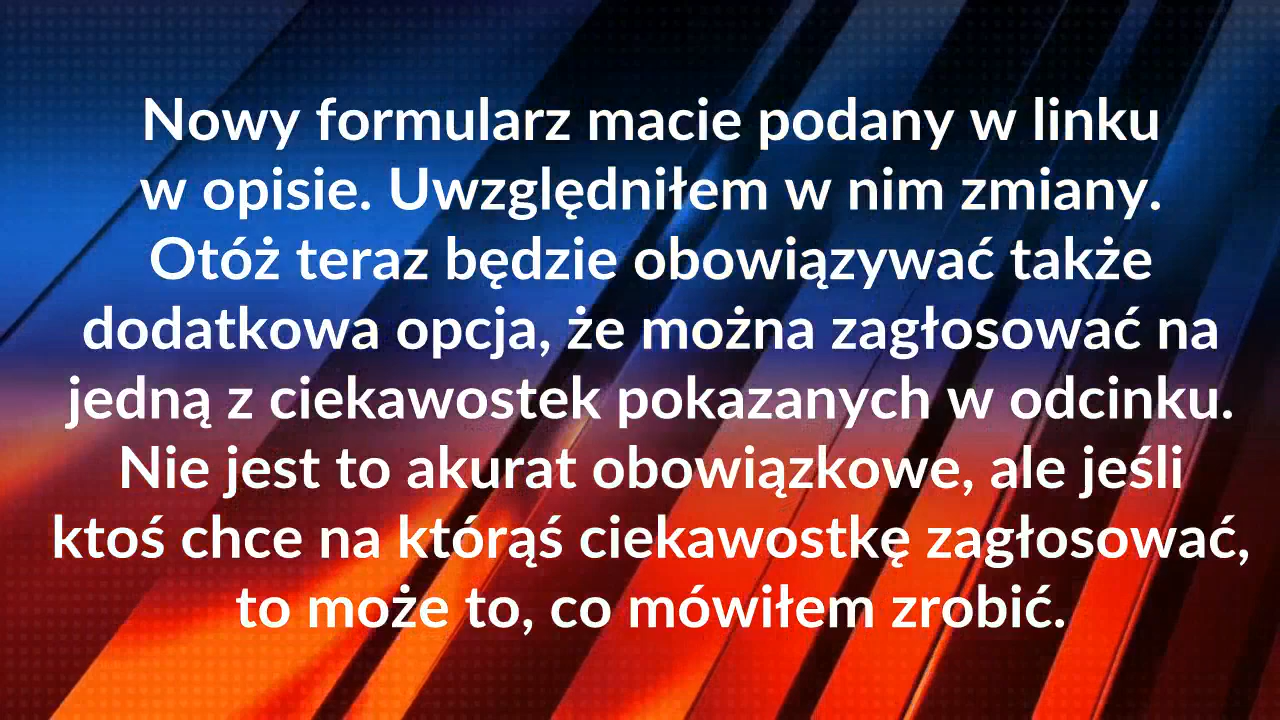 Nowy formularz macie podany w linku
w opisie. Uwzględniłem w nim zmiany.
Otóż teraz będzie obowiązywać także
dodatkowa opcja, że można zagłosować na
jedną z ciekawostek pokazanych w odcinku.
Nie jest to akurat obowiązkowe, ale jeśli
ktoś chce na którąś ciekawostkę zagłosować,
to może to, co mówiłem zrobić.